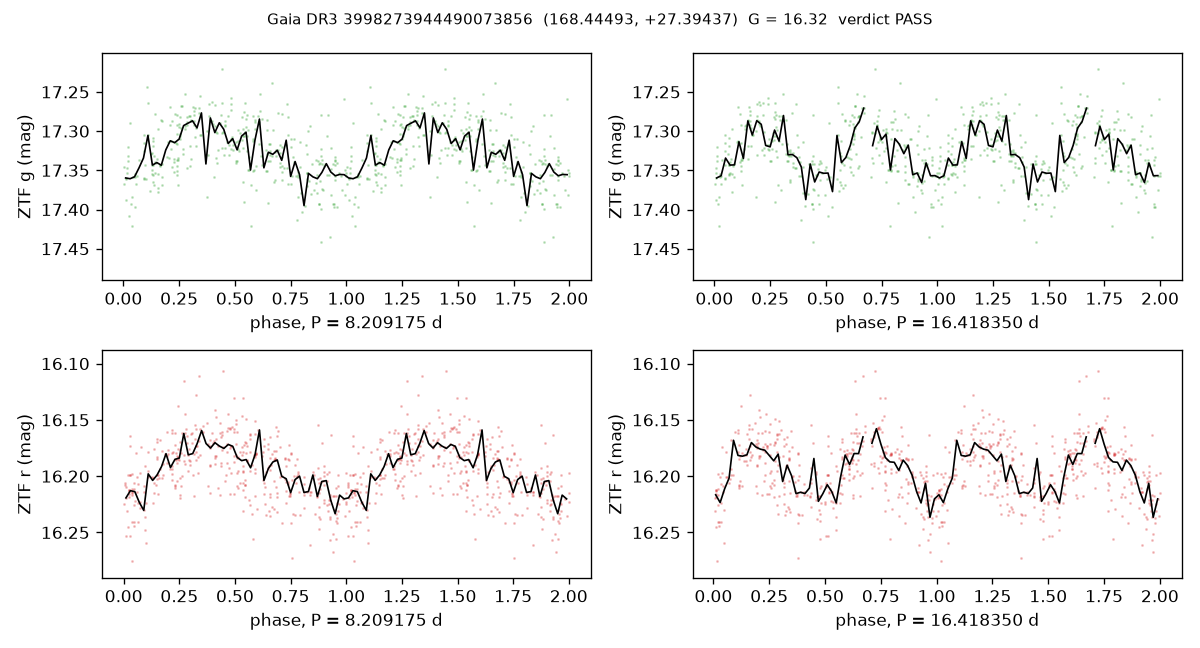 Gaia DR3 3998273944490073856 (168.44493, +27.39437) G = 16.32 verdict PASS
ZTF g (mag)
17.25
17.30
17.35
17.40
17.45
0.00 0.25 0.50 0.75 1.00 1.25 1.50 1.75 2.00
phase, P = 8.209175 d
ZTF g (mag)
17.25
17.30
17.35
17.40
17.45
0.00 0.25 0.50 0.75 1.00 1.25 1.50 1.75 2.00
phase, P = 16.418350 d
ZTF r (mag)
16.10
16.15
16.20
16.25
0.00 0.25 0.50 0.75 1.00 1.25 1.50 1.75 2.00
phase, P = 8.209175 d
ZTF r (mag)
16.10
16.15
16.20
16.25
0.00 0.25 0.50 0.75 1.00 1.25 1.50 1.75 2.00
phase, P = 16.418350 d